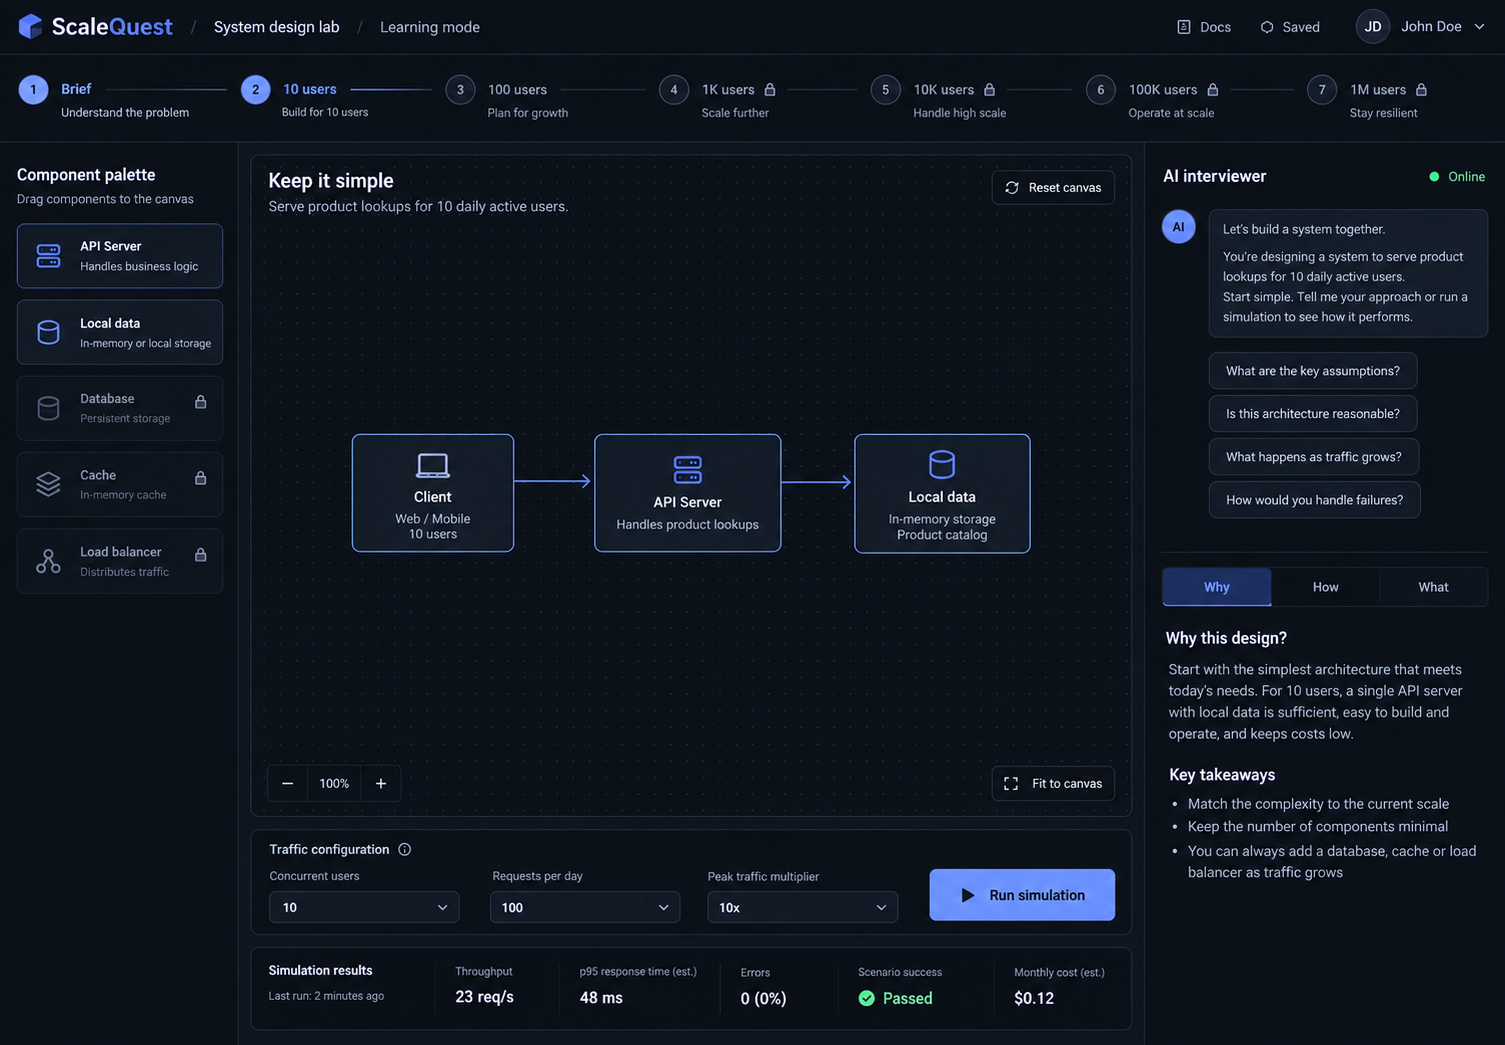 ScaleQuest / System design lab / Learning mode
Docs
Saved
JD John Doe
1 Brief
Understand the problem
2 10 users
Build for 10 users
3 100 users
Plan for growth
4 1K users
Scale further
5 10K users
Handle high scale
6 100K users
Operate at scale
7 1M users
Stay resilient
Component palette
Drag components to the canvas
API Server
Handles business logic
Local data
In-memory or local storage
Database
Persistent storage
Cache
In-memory cache
Load balancer
Distributes traffic
Keep it simple
Serve product lookups for 10 daily active users.
Reset canvas
Client
Web / Mobile
10 users
API Server
Handles product lookups
Local data
In-memory storage
Product catalog
− 100% +
Fit to canvas
Traffic configuration
Concurrent users
10
Requests per day
100
Peak traffic multiplier
10x
Run simulation
Simulation results
Last run: 2 minutes ago
Throughput
23 req/s
p95 response time (est.)
48 ms
Errors
0 (0%)
Scenario success
Passed
Monthly cost (est.)
$0.12
AI interviewer
Online
AI
Let's build a system together.
You're designing a system to serve product
lookups for 10 daily active users.
Start simple. Tell me your approach or run a
simulation to see how it performs.
What are the key assumptions?
Is this architecture reasonable?
What happens as traffic grows?
How would you handle failures?
Why
How
What
Why this design?
Start with the simplest architecture that meets
today's needs. For 10 users, a single API server
with local data is sufficient, easy to build and
operate, and keeps costs low.
Key takeaways
• Match the complexity to the current scale
• Keep the number of components minimal
• You can always add a database, cache or load
balancer as traffic grows